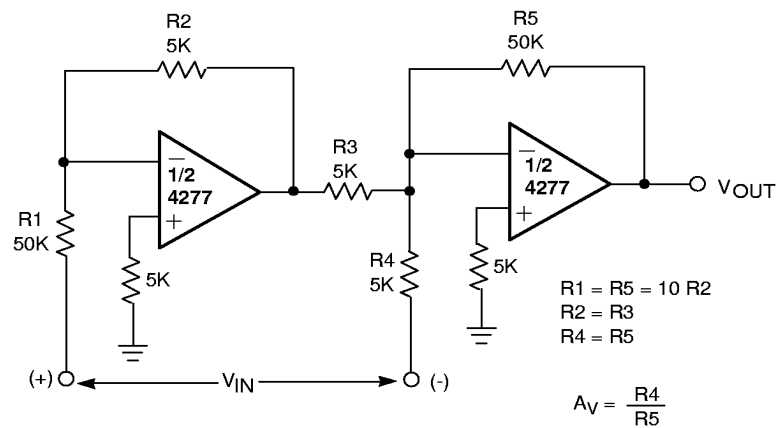 R2
5K
R5
50K
R3
5K
−
1/2
4277
+
−
1/2
4277
+
VOUT
R1
50K
5K
R4
5K
5K
R1 = R5 = 10 R2
R2 = R3
R4 = R5
(+)
VIN
(-)
AV = R4
R5